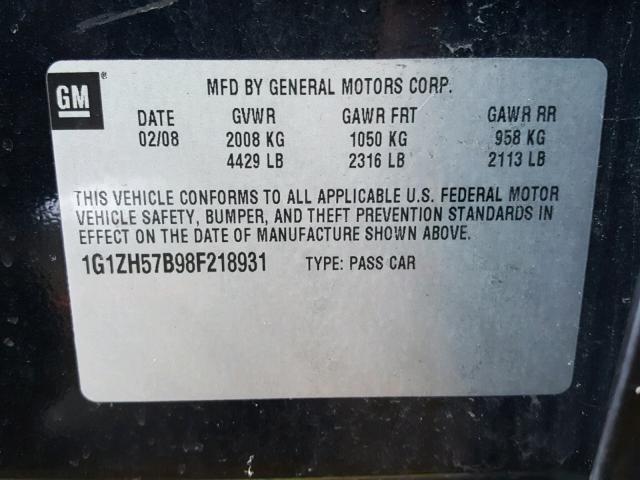 GM ®
MFD BY GENERAL MOTORS CORP.
DATE GVWR GAWR FRT GAWR RR
02/08 2008 KG 1050 KG 958 KG
4429 LB 2316 LB 2113 LB
THIS VEHICLE CONFORMS TO ALL APPLICABLE U.S. FEDERAL MOTOR
VEHICLE SAFETY, BUMPER, AND THEFT PREVENTION STANDARDS IN
EFFECT ON THE DATE OF MANUFACTURE SHOWN ABOVE.
1G1ZH57B98F218931 TYPE: PASS CAR